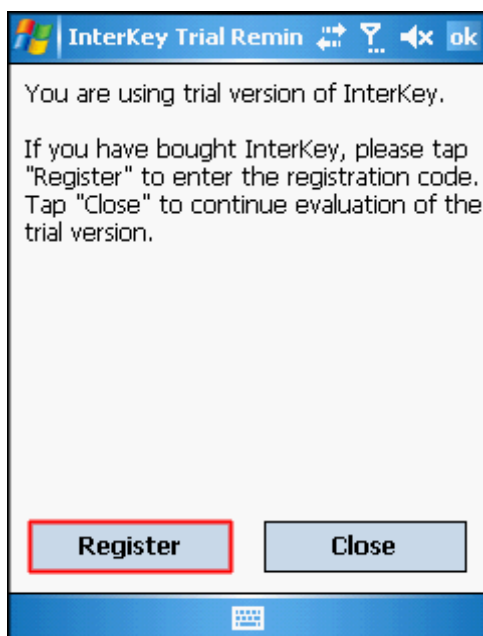 InterKey Trial Remin ok
You are using trial version of InterKey.
If you have bought InterKey, please tap
"Register" to enter the registration code.
Tap "Close" to continue evaluation of the
trial version.
Register Close